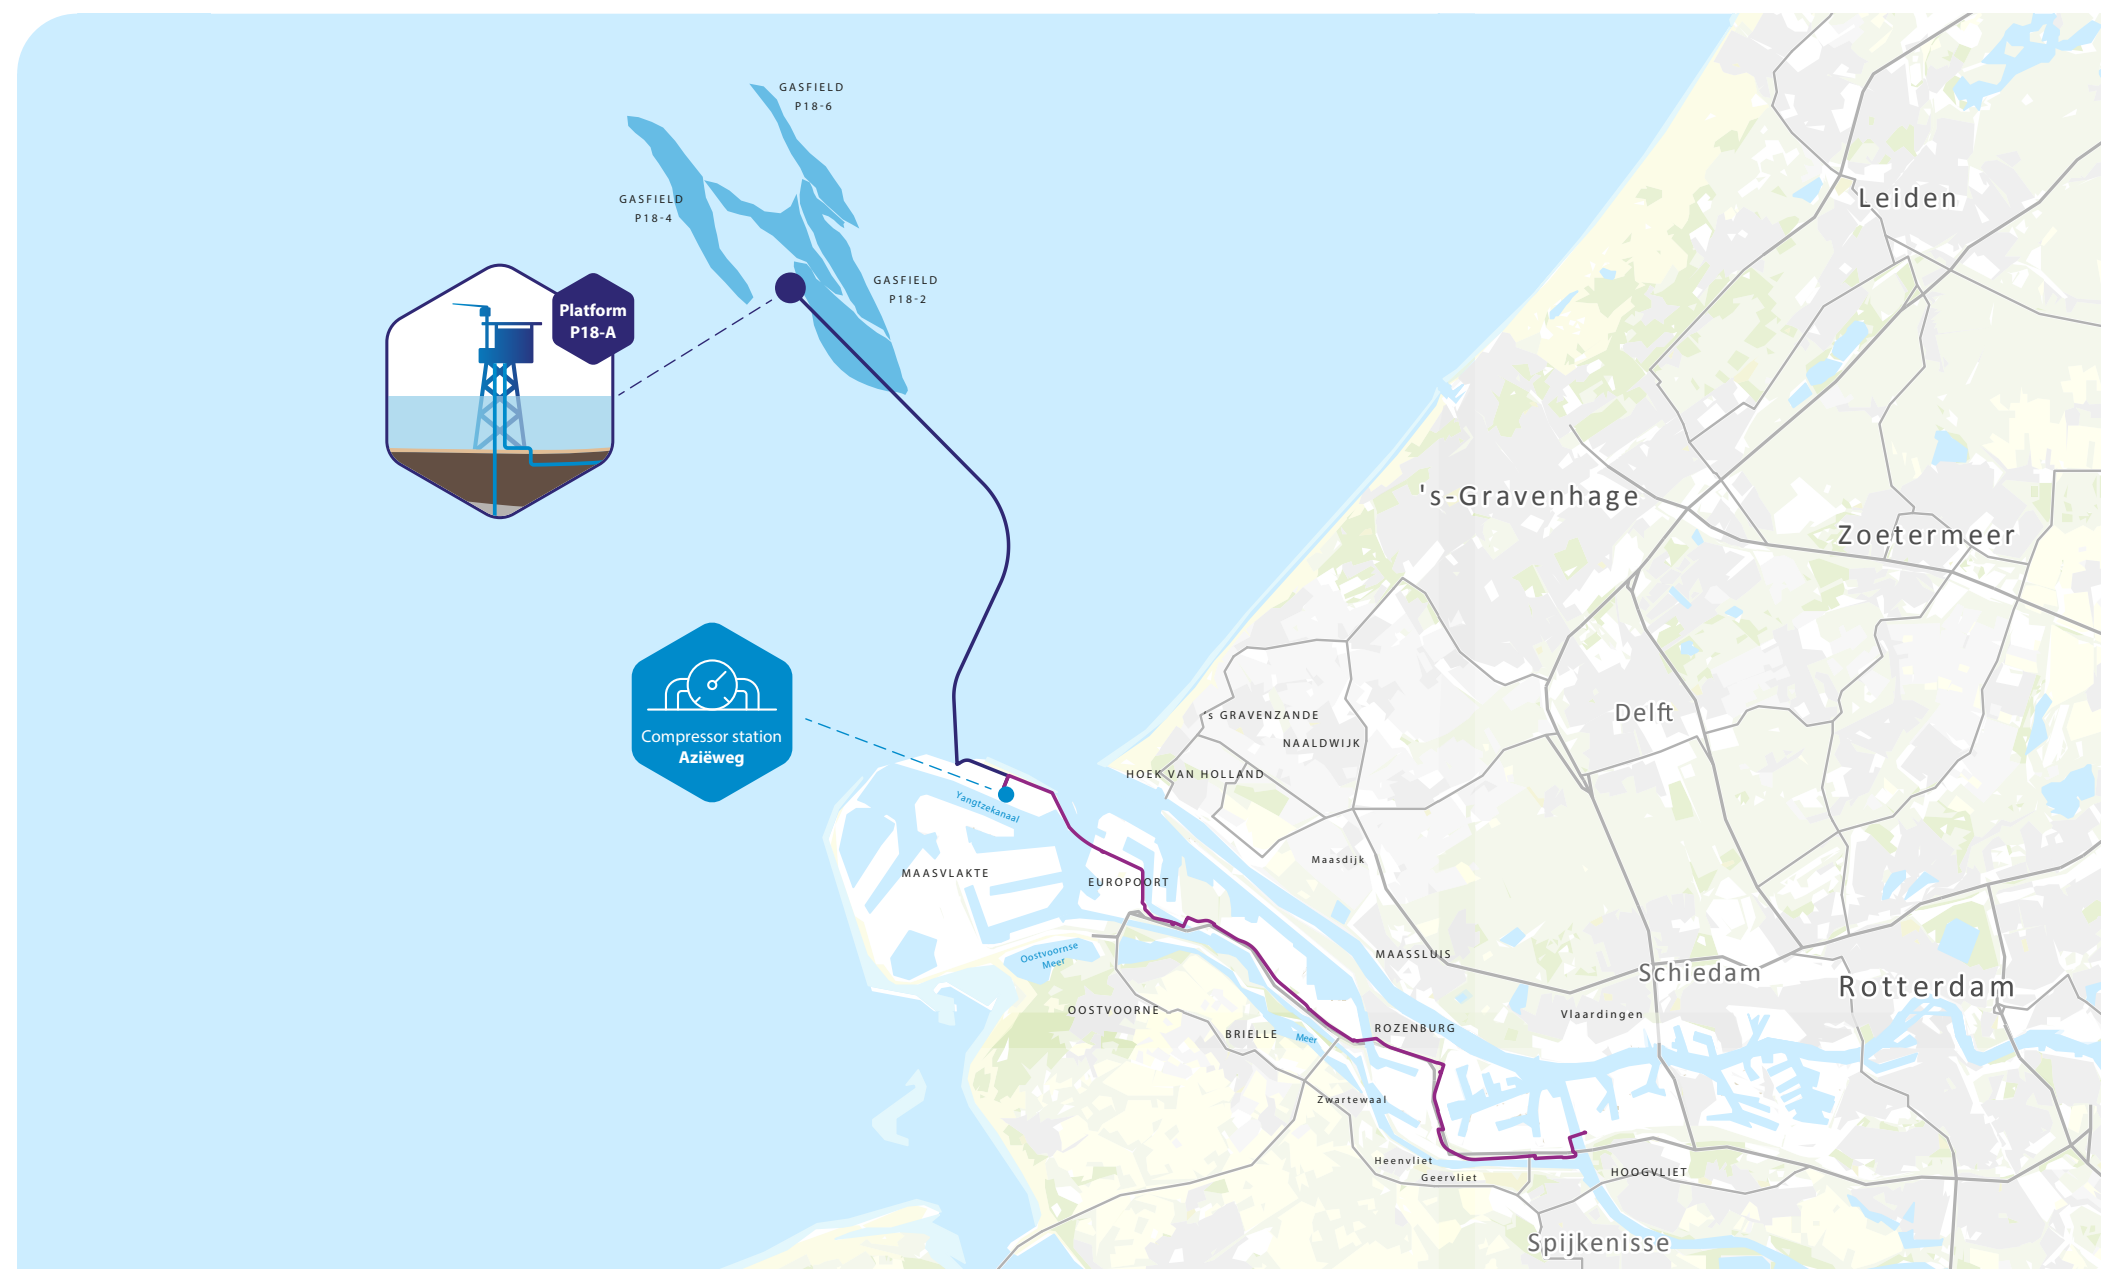 GASFIELD
P18-6
GASFIELD
P18-4
GASFIELD
P18-2
Platform
P18-A
Compressor station
Aziëweg
Leiden
's-Gravenhage
Zoetermeer
Delft
's GRAVENZANDE
NAALDWIJK
HOEK VAN HOLLAND
Yangtzekanaal
Maasdijk
MAASVLAKTE
EUROPOORT
Oostvoornse
Meer
MAASSLUIS
Schiedam
Rotterdam
OOSTVOORNE
Vlaardingen
BRIELLE
Meer
ROZENBURG
Zwartewaal
Heenvliet
Geervliet
HOOGVLIET
Spijkenisse